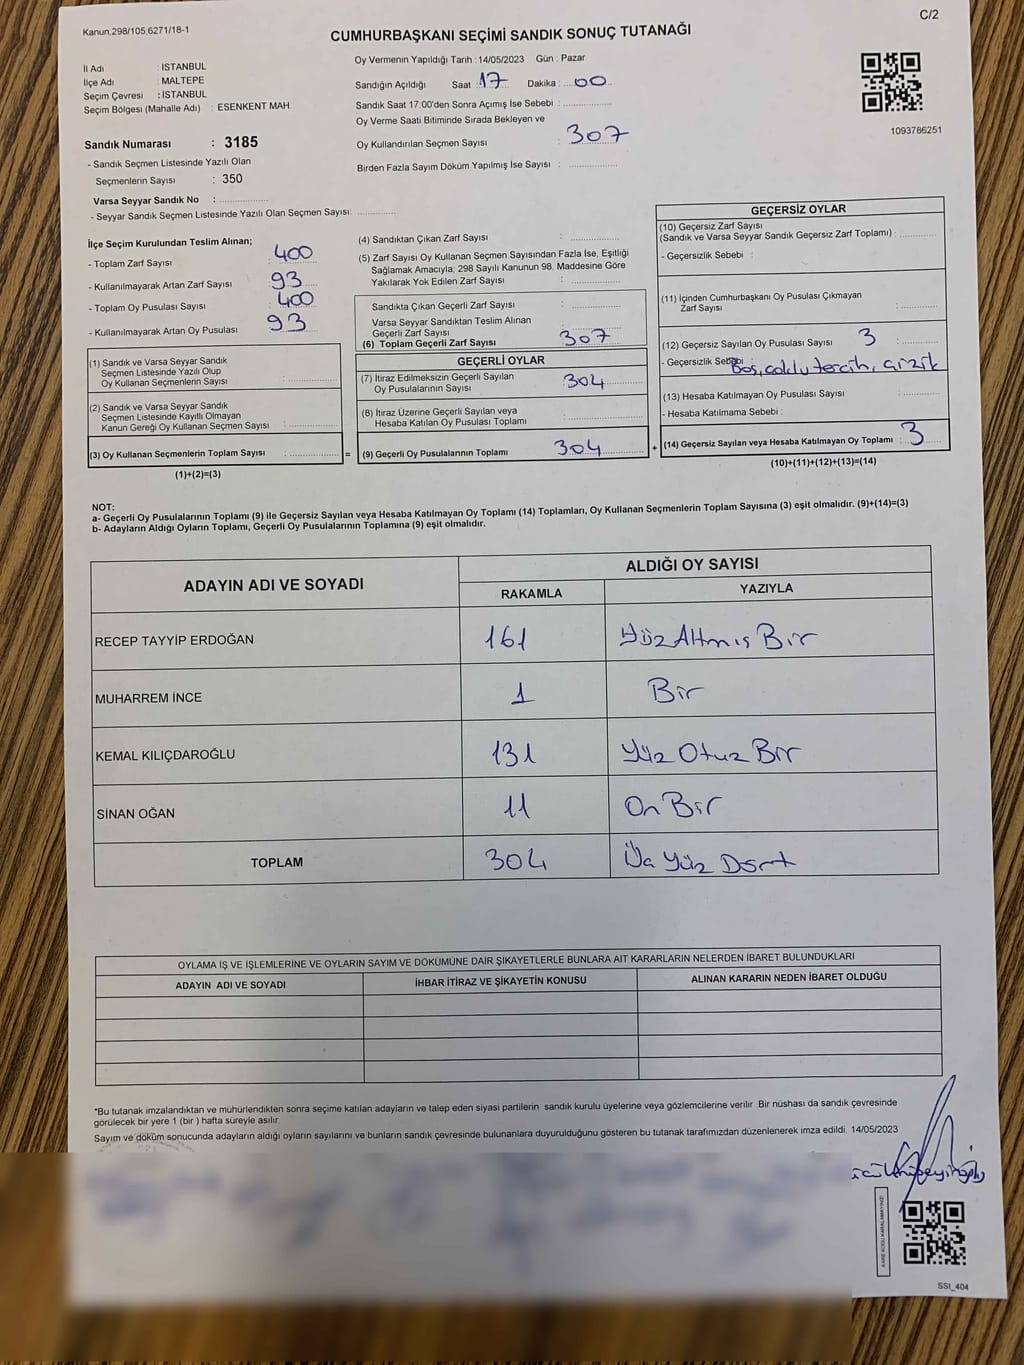 Kanun,298/105,6271/18-1
C/2
CUMHURBAŞKANI SEÇİMİ SANDIK SONUÇ TUTANAĞI
İl Adı : İSTANBUL
İlçe Adı : MALTEPE
Seçim Çevresi : İSTANBUL
Seçim Bölgesi (Mahalle Adı) : ESENKENT MAH.
Oy Vermenin Yapıldığı Tarih : 14/05/2023 Gün : Pazar
Sandığın Açıldığı Saat : 17 Dakika : 00
Sandık Saat 17:00'den Sonra Açımış İse Sebebi :
Oy Verme Saati Bitiminde Sırada Bekleyen ve
Oy Kullandırılan Seçmen Sayısı : 307
Birden Fazla Sayım Döküm Yapılmış İse Sayısı :
1093786251
Sandık Numarası : 3185
- Sandık Seçmen Listesinde Yazılı Olan
Seçmenlerin Sayısı : 350
Varsa Seyyar Sandık No :
- Seyyar Sandık Seçmen Listesinde Yazılı Olan Seçmen Sayısı:
İlçe Seçim Kurulundan Teslim Alınan;
- Toplam Zarf Sayısı : 400
- Kullanılmayarak Artan Zarf Sayısı : 93
- Toplam Oy Pusulası Sayısı : 400
- Kullanılmayarak Artan Oy Pusulası : 93
(1) Sandık ve Varsa Seyyar Sandık
Seçmen Listesinde Yazılı Olup
Oy Kullanan Seçmenlerin Sayısı :
(2) Sandık ve Varsa Seyyar Sandık
Seçmen Listesinde Kayıtlı Olmayan
Kanun Gereği Oy Kullanan Seçmen Sayısı :
(3) Oy Kullanan Seçmenlerin Toplam Sayısı : =
(1)+(2)=(3)
(4) Sandıktan Çıkan Zarf Sayısı :
(5) Zarf Sayısı Oy Kullanan Seçmen Sayısından Fazla İse, Eşitliği
Sağlamak Amacıyla; 298 Sayılı Kanunun 98. Maddesine Göre
Yakılarak Yok Edilen Zarf Sayısı :
Sandıkta Çıkan Geçerli Zarf Sayısı :
Varsa Seyyar Sandıktan Teslim Alınan
Geçerli Zarf Sayısı :
(6) Toplam Geçerli Zarf Sayısı : 307
GEÇERLİ OYLAR
(7) İtiraz Edilmeksizin Geçerli Sayılan
Oy Pusulalarının Sayısı : 304
(8) İtiraz Üzerine Geçerli Sayılan veya
Hesaba Katılan Oy Pusulaları Toplamı :
(9) Geçerli Oy Pusulalarının Toplamı : 304 +
GEÇERSİZ OYLAR
(10) Geçersiz Zarf Sayısı
(Sandık ve Varsa Seyyar Sandık Geçersiz Zarf Toplamı) :
- Geçersizlik Sebebi :
(11) İçinden Cumhurbaşkanı Oy Pusulası Çıkmayan
Zarf Sayısı :
(12) Geçersiz Sayılan Oy Pusulası Sayısı : 3
- Geçersizlik Sebebi : Boş, çoklu tercih, çizik
(13) Hesaba Katılmayan Oy Pusulası Sayısı :
- Hesaba Katılmama Sebebi :
(14) Geçersiz Sayılan veya Hesaba Katılmayan Oy Toplamı : 3
(10)+(11)+(12)+(13)=(14)
NOT:
a- Geçerli Oy Pusulalarının Toplamı (9) ile Geçersiz Sayılan veya Hesaba Katılmayan Oy Toplamı (14) Toplamları, Oy Kullanan Seçmenlerin Toplam Sayısına (3) eşit olmalıdır. (9)+(14)=(3)
b- Adayların Aldığı Oyların Toplamı, Geçerli Oy Pusulalarının Toplamına (9) eşit olmalıdır.
ADAYIN ADI VE SOYADI
ALDIĞI OY SAYISI
RAKAMLA YAZIYLA
RECEP TAYYİP ERDOĞAN 161 Yüz Altmış Bir
MUHARREM İNCE 1 Bir
KEMAL KILIÇDAROĞLU 131 Yüz Otuz Bir
SİNAN OĞAN 11 On Bir
TOPLAM 304 Üç Yüz Dört
OYLAMA İŞ VE İŞLEMLERİNE VE OYLARIN SAYIM VE DÖKÜMÜNE DAİR ŞİKAYETLERLE BUNLARA AİT KARARLARIN NELERDEN İBARET BULUNDUKLARI
ADAYIN ADI VE SOYADI İHBAR İTİRAZ VE ŞİKAYETİN KONUSU ALINAN KARARIN NEDEN İBARET OLDUĞU
*Bu tutanak imzalandıktan ve mühürlendikten sonra seçime katılan adayların ve talep eden siyasi partilerin sandık kurulu üyelerine veya gözlemcilerine verilir. Bir nüshası da sandık çevresinde
görülecek bir yere 1 (bir ) hafta süreyle asılır.
Sayım ve döküm sonucunda adayların aldığı oyların sayılarını ve bunların sandık çevresinde bulunanlara duyurulduğunu gösteren bu tutanak tarafımızdan düzenlenerek imza edildi. 14/05/2023
KARE KODU KARALAMAYINIZ!
SSI_404